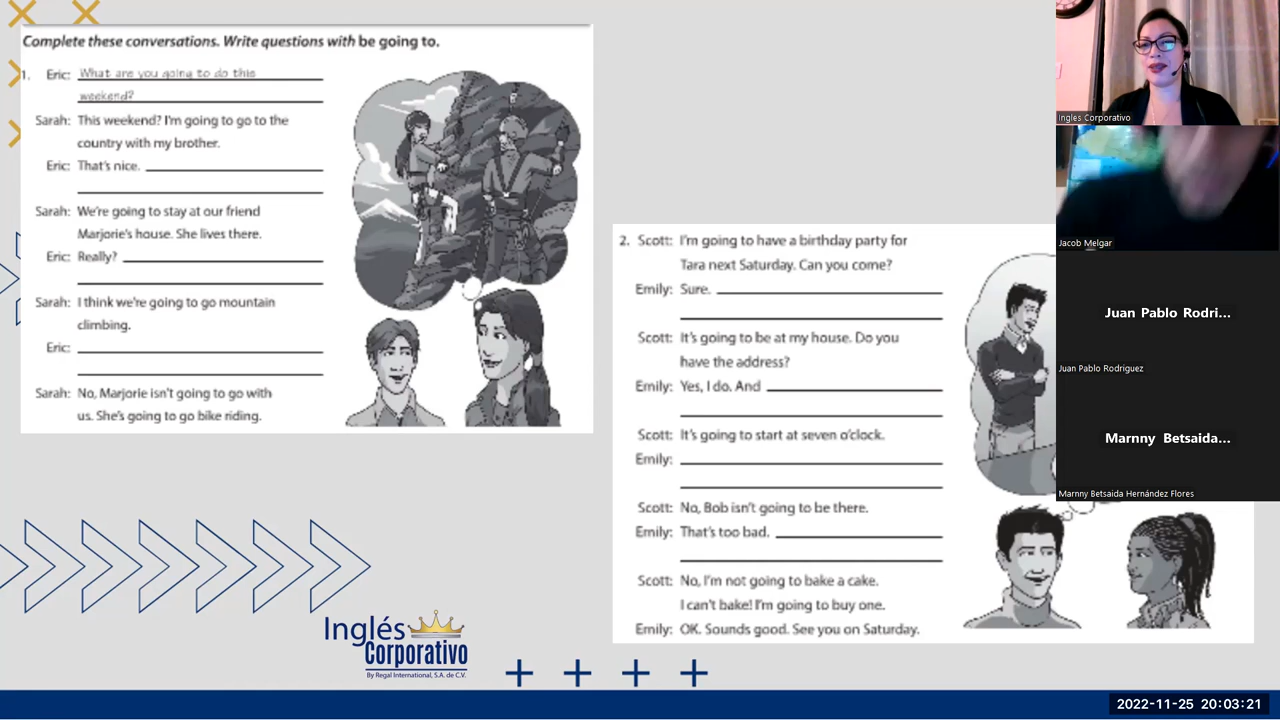 Complete these conversations. Write questions with be going to.
1. Eric: What are you going to do this
weekend?
Sarah: This weekend? I'm going to go to the
country with my brother.
Eric: That's nice.
Sarah: We're going to stay at our friend
Marjorie's house. She lives there.
Eric: Really?
Sarah: I think we're going to go mountain
climbing.
Eric:
Sarah: No, Marjorie isn't going to go with
us. She's going to go bike riding.
2. Scott: I'm going to have a birthday party for
Tara next Saturday. Can you come?
Emily: Sure.
Scott: It's going to be at my house. Do you
have the address?
Emily: Yes, I do. And
Scott: It's going to start at seven o'clock.
Emily:
Scott: No, Bob isn't going to be there.
Emily: That's too bad.
Scott: No, I'm not going to bake a cake.
I can't bake! I'm going to buy one.
Emily: OK. Sounds good. See you on Saturday.
Inglés
Corporativo
By Regal International, S.A. de C.V.
Ingles Corporativo
Jacob Melgar
Juan Pablo Rodri...
Juan Pablo Rodriguez
Marnny Betsaida...
Marnny Betsaida Hernández Flores
2022-11-25 20:03:21